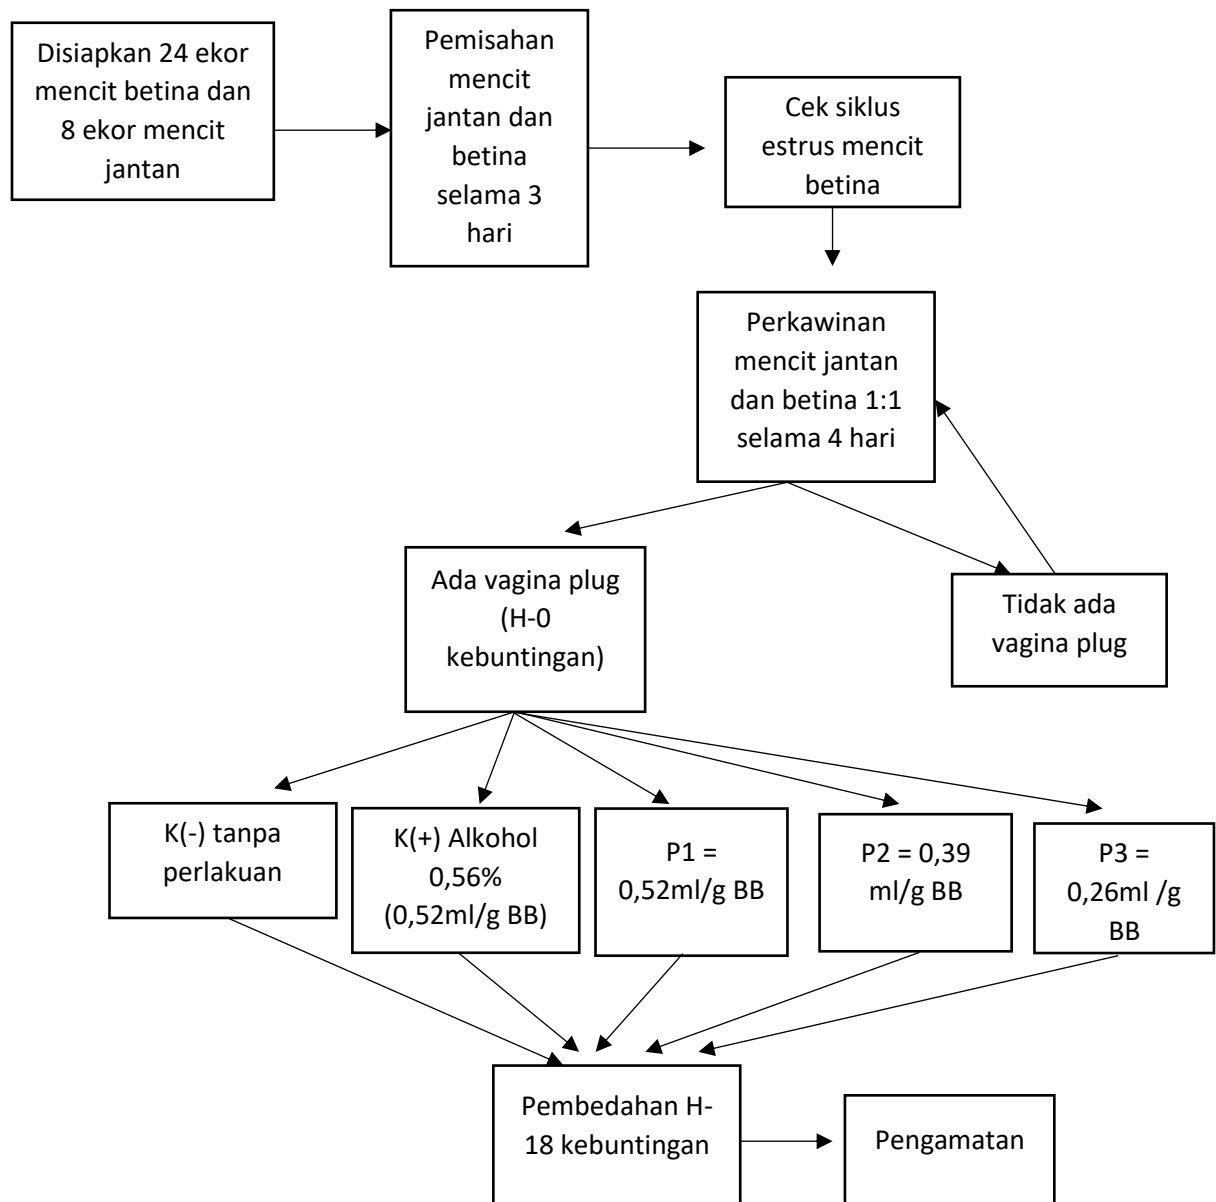 Disiapkan 24 ekor
mencit betina dan
8 ekor mencit
jantan
Pemisahan
mencit
jantan dan
betina
selama 3
hari
Cek siklus
estrus mencit
betina
Perkawinan
mencit jantan
dan betina 1:1
selama 4 hari
Ada vagina plug
(H-0
kebuntingan)
Tidak ada
vagina plug
K(-) tanpa
perlakuan
K(+) Alkohol
0,56%
(0,52ml/g BB)
P1 =
0,52ml/g BB
P2 = 0,39
ml/g BB
P3 =
0,26ml /g
BB
Pembedahan H-
18 kebuntingan
Pengamatan